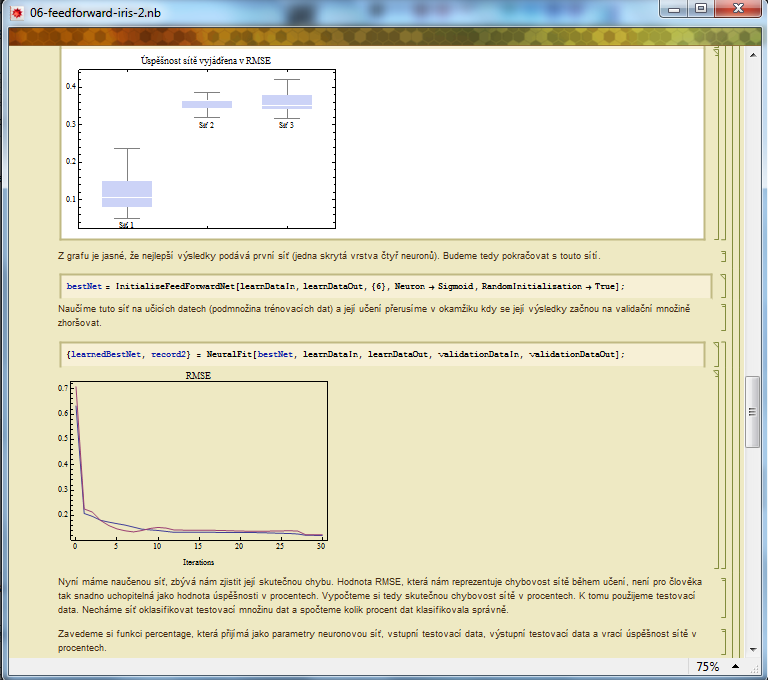 06-feedforward-iris-2.nb
Úspěšnost sítě vyjádřena v RMSE
0.4
0.3
0.2
0.1
Síť 1
Síť 2
Síť 3
Z grafu je jasné, že nejlepší výsledky podává první síť (jedna skrytá vrstva čtyř neuronů). Budeme tedy pokračovat s touto sítí.
bestNet = InitializeFeedForwardNet[learnDataIn, learnDataOut, {6}, Neuron → Sigmoid, RandomInitialization → True];
Naučíme tuto síť na učicích datech (podmnožina trénovacích dat) a její učení přerusíme v okamžiku kdy se její výsledky začnou na validační množině
zhoršovat.
{learnedBestNet, record2} = NeuralFit[bestNet, learnDataIn, learnDataOut, validationDataIn, validationDataOut];
RMSE
0.7
0.6
0.5
0.4
0.3
0.2
0 5 10 15 20 25 30
Iterations
Nyní máme naučenou síť, zbývá nám zjistit její skutečnou chybu. Hodnota RMSE, která nám reprezentuje chybovost sítě během učení, není pro člověka
tak snadno uchopitelná jako hodnota úspěšnosti v procentech. Vypočteme si tedy skutečnou chybovost sítě v procentech. K tomu použijeme testovací
data. Necháme síť oklasifikovat testovací množinu dat a spočteme kolik procent dat klasifikovala správně.
Zavedeme si funkci percentage, která přijímá jako parametry neuronovou síť, vstupní testovací data, výstupní testovací data a vrací úspěšnost sítě v
procentech.
75%